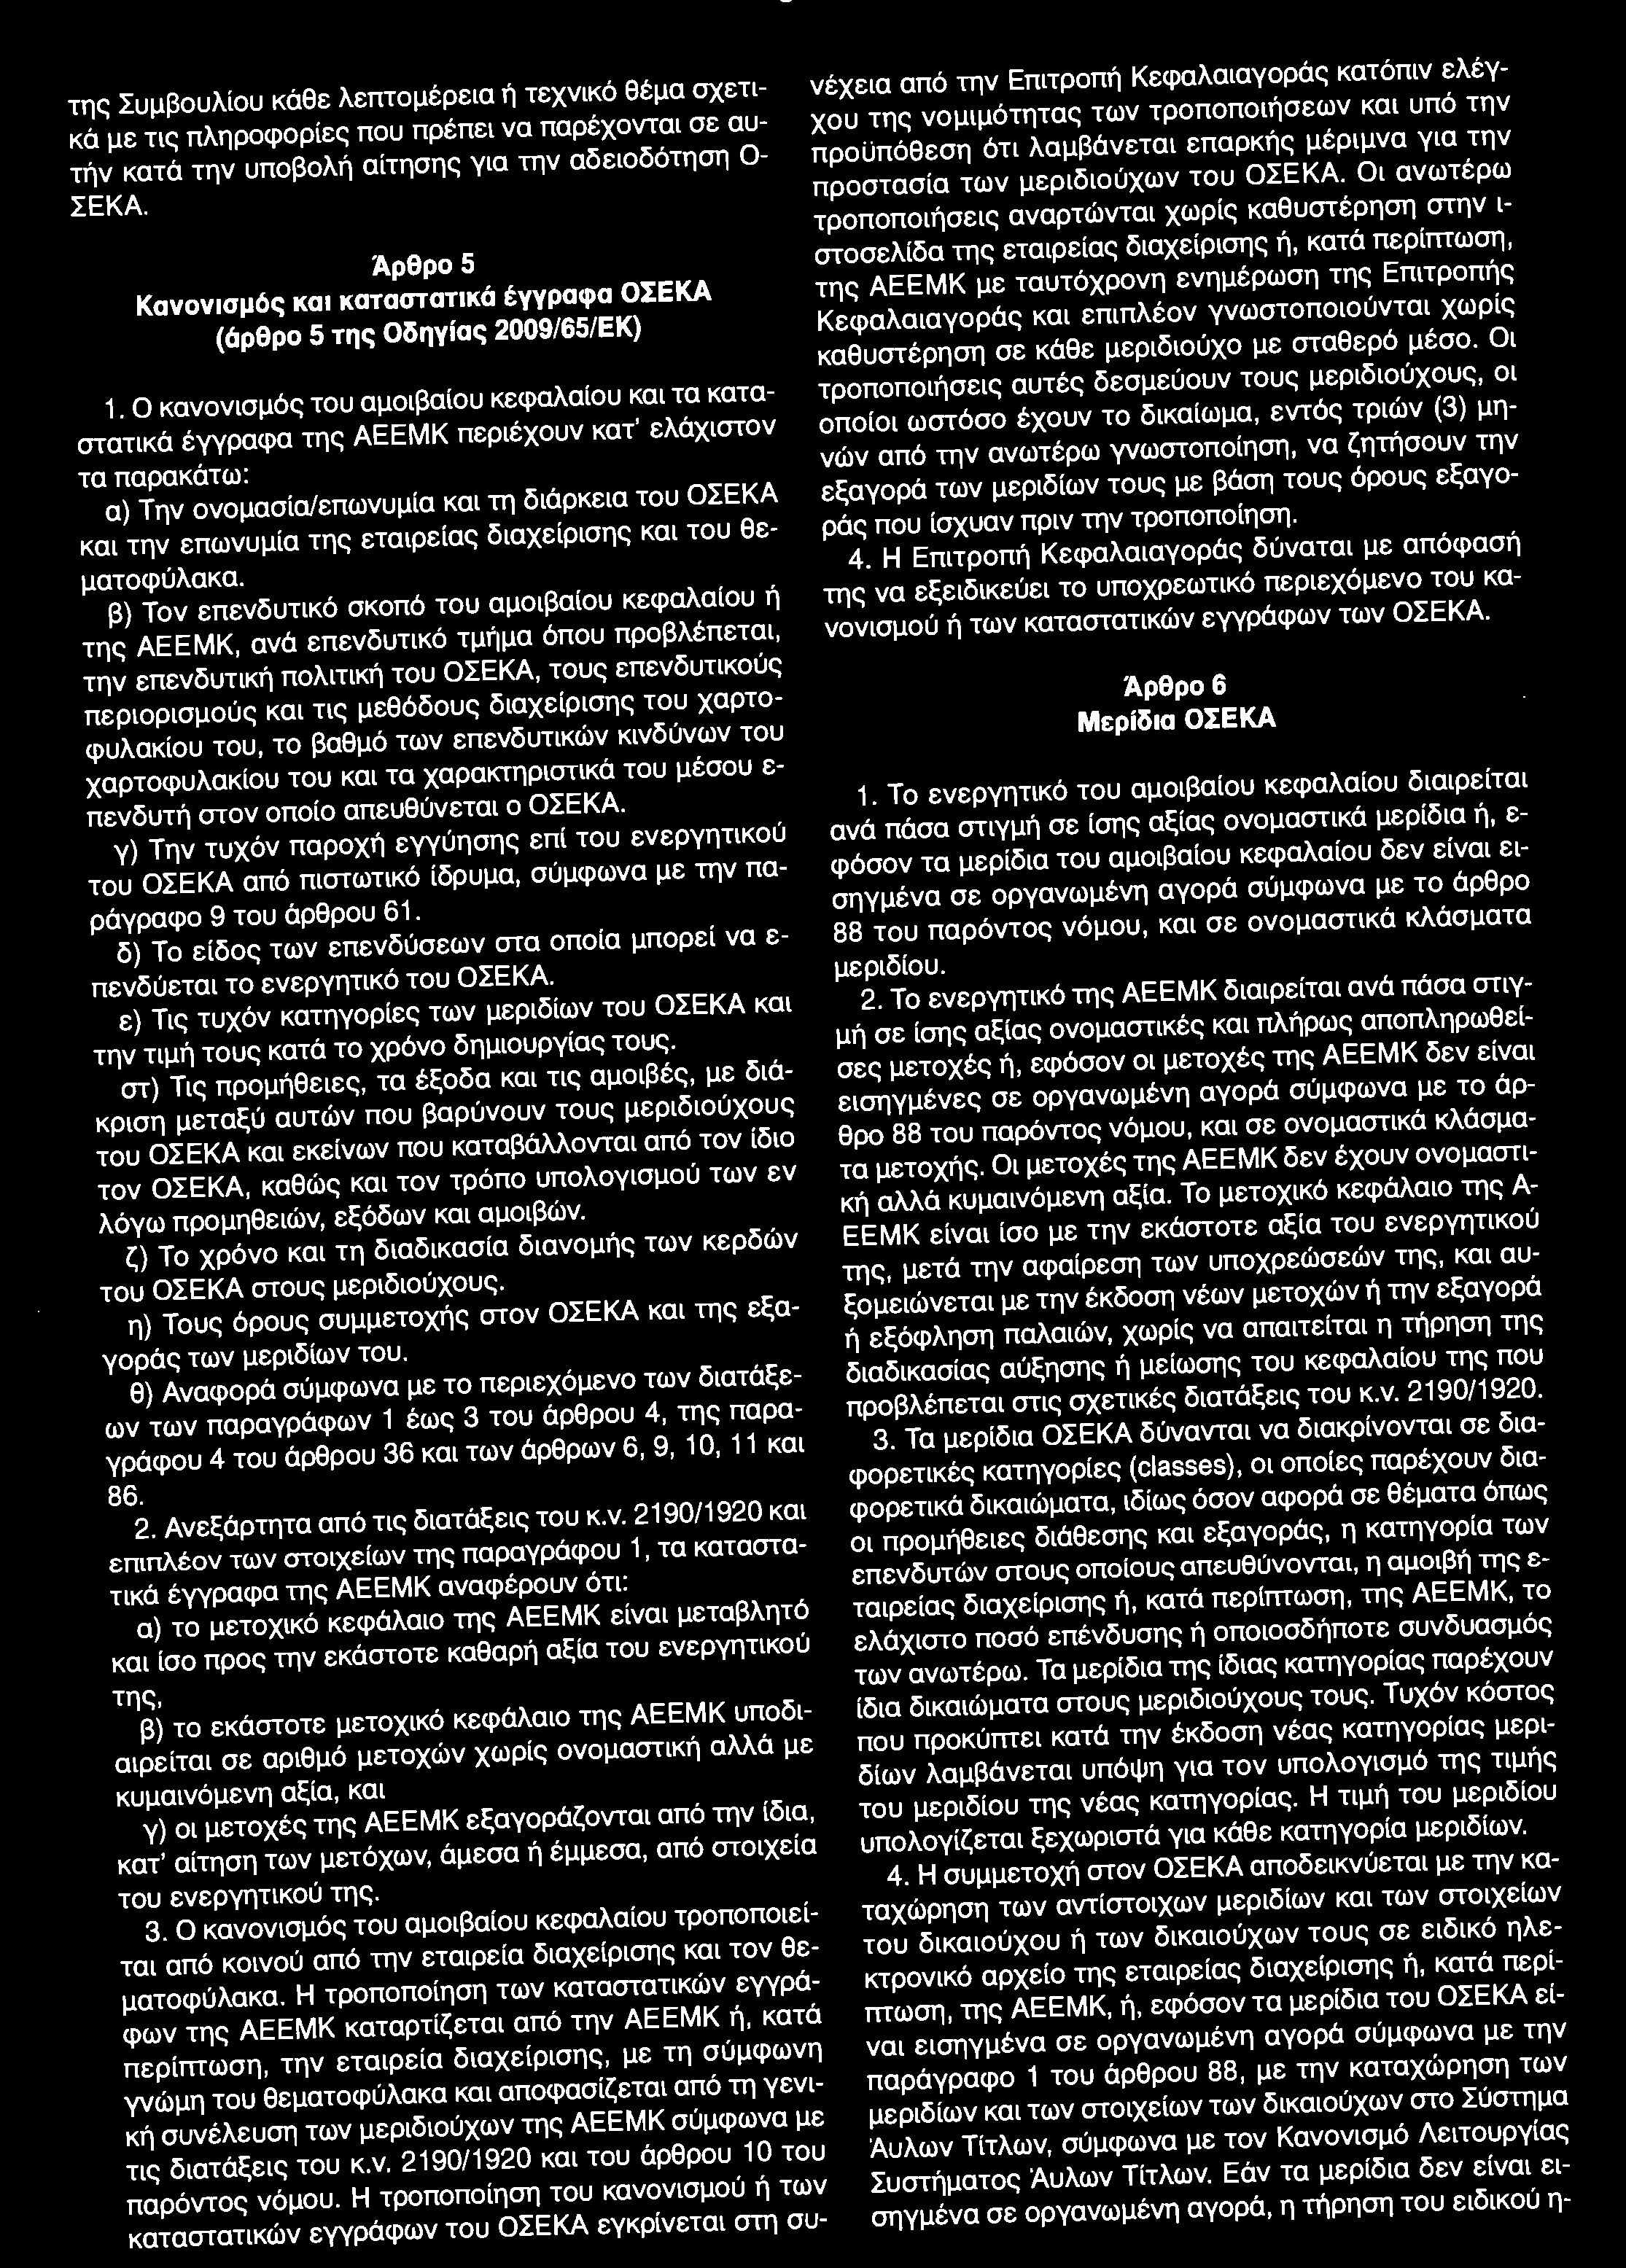 της Συμβουλίου κάθε λεπτομέρεια ή τεχνικό θέμα σχετι-
κά με τις πληροφορίες που πρέπει να παρέχονται σε αυ-
τήν κατά την υποβολή αίτησης για την αδειοδότηση Ο-
ΣΕΚΑ.
Άρθρο 5
Κανονισμός και καταστατικά έγγραφα ΟΣΕΚΑ
(άρθρο 5 της Οδηγίας 2009/65/ΕΚ)
1. Ο κανονισμός του αμοιβαίου κεφαλαίου και τα κατα-
στατικά έγγραφα της ΑΕΕΜΚ περιέχουν κατ' ελάχιστον
τα παρακάτω:
α) Την ονομασία/επωνυμία και τη διάρκεια του ΟΣΕΚΑ
και την επωνυμία της εταιρείας διαχείρισης και του θε-
ματοφύλακα.
β) Τον επενδυτικό σκοπό του αμοιβαίου κεφαλαίου ή
της ΑΕΕΜΚ, ανά επενδυτικό τμήμα όπου προβλέπεται,
την επενδυτική πολιτική του ΟΣΕΚΑ, τους επενδυτικούς
περιορισμούς και τις μεθόδους διαχείρισης του χαρτο-
φυλακίου του, το βαθμό των επενδυτικών κινδύνων του
χαρτοφυλακίου του και τα χαρακτηριστικά του μέσου ε-
πενδυτή στον οποίο απευθύνεται ο ΟΣΕΚΑ.
γ) Την τυχόν παροχή εγγύησης επί του ενεργητικού
του ΟΣΕΚΑ από πιστωτικό ίδρυμα, σύμφωνα με την πα-
ράγραφο 9 του άρθρου 61.
δ) Το είδος των επενδύσεων στα οποία μπορεί να ε-
πενδύεται το ενεργητικό του ΟΣΕΚΑ.
ε) Τις τυχόν κατηγορίες των μεριδίων του ΟΣΕΚΑ και
την τιμή τους κατά το χρόνο δημιουργίας τους.
στ) Τις προμήθειες, τα έξοδα και τις αμοιβές, με διά-
κριση μεταξύ αυτών που βαρύνουν τους μεριδιούχους
του ΟΣΕΚΑ και εκείνων που καταβάλλονται από τον ίδιο
τον ΟΣΕΚΑ, καθώς και τον τρόπο υπολογισμού των εν
λόγω προμηθειών, εξόδων και αμοιβών.
ζ) Το χρόνο και τη διαδικασία διανομής των κερδών
του ΟΣΕΚΑ στους μεριδιούχους.
η) Τους όρους συμμετοχής στον ΟΣΕΚΑ και της εξα-
γοράς των μεριδίων του.
θ) Αναφορά σύμφωνα με το περιεχόμενο των διατάξε-
ων των παραγράφων 1 έως 3 του άρθρου 4, της παρα-
γράφου 4 του άρθρου 36 και των άρθρων 6, 9, 10, 11 και
86.
2. Ανεξάρτητα από τις διατάξεις του κ.ν. 2190/1920 και
επιπλέον των στοιχείων της παραγράφου 1, τα καταστα-
τικά έγγραφα της ΑΕΕΜΚ αναφέρουν ότι:
α) το μετοχικό κεφάλαιο της ΑΕΕΜΚ είναι μεταβλητό
και ίσο προς την εκάστοτε καθαρή αξία του ενεργητικού
της,
β) το εκάστοτε μετοχικό κεφάλαιο της ΑΕΕΜΚ υποδι-
αιρείται σε αριθμό μετοχών χωρίς ονομαστική αλλά με
κυμαινόμενη αξία, και
γ) οι μετοχές της ΑΕΕΜΚ εξαγοράζονται από την ίδια,
κατ' αίτηση των μετόχων, άμεσα ή έμμεσα, από στοιχεία
του ενεργητικού της.
3. Ο κανονισμός του αμοιβαίου κεφαλαίου τροποποιεί-
ται από κοινού από την εταιρεία διαχείρισης και τον θε-
ματοφύλακα. Η τροποποίηση των καταστατικών εγγρά-
φων της ΑΕΕΜΚ καταρτίζεται από την ΑΕΕΜΚ ή, κατά
περίπτωση, την εταιρεία διαχείρισης, με τη σύμφωνη
γνώμη του θεματοφύλακα και αποφασίζεται από τη γενι-
κή συνέλευση των μεριδιούχων της ΑΕΕΜΚ σύμφωνα με
τις διατάξεις του κ.ν. 2190/1920 και του άρθρου 10 του
παρόντος νόμου. Η τροποποίηση του κανονισμού ή των
καταστατικών εγγράφων του ΟΣΕΚΑ εγκρίνεται στη συ-
νέχεια από την Επιτροπή Κεφαλαιαγοράς κατόπιν ελέγ-
χου της νομιμότητας των τροποποιήσεων και υπό την
προϋπόθεση ότι λαμβάνεται επαρκής μέριμνα για την
προστασία των μεριδιούχων του ΟΣΕΚΑ. Οι ανωτέρω
τροποποιήσεις αναρτώνται χωρίς καθυστέρηση στην ι-
στοσελίδα της εταιρείας διαχείρισης ή, κατά περίπτωση,
της ΑΕΕΜΚ με ταυτόχρονη ενημέρωση της Επιτροπής
Κεφαλαιαγοράς και επιπλέον γνωστοποιούνται χωρίς
καθυστέρηση σε κάθε μεριδιούχο με σταθερό μέσο. Οι
τροποποιήσεις αυτές δεσμεύουν τους μεριδιούχους, οι
οποίοι ωστόσο έχουν το δικαίωμα, εντός τριών (3) μη-
νών από την ανωτέρω γνωστοποίηση, να ζητήσουν την
εξαγορά των μεριδίων τους με βάση τους όρους εξαγο-
ράς που ίσχυαν πριν την τροποποίηση.
4. Η Επιτροπή Κεφαλαιαγοράς δύναται με απόφασή
της να εξειδικεύει το υποχρεωτικό περιεχόμενο του κα-
νονισμού ή των καταστατικών εγγράφων των ΟΣΕΚΑ.
Άρθρο 6
Μερίδια ΟΣΕΚΑ
1. Το ενεργητικό του αμοιβαίου κεφαλαίου διαιρείται
ανά πάσα στιγμή σε ίσης αξίας ονομαστικά μερίδια ή, ε-
φόσον τα μερίδια του αμοιβαίου κεφαλαίου δεν είναι ει-
σηγμένα σε οργανωμένη αγορά σύμφωνα με το άρθρο
88 του παρόντος νόμου, και σε ονομαστικά κλάσματα
μεριδίου.
2. Το ενεργητικό της ΑΕΕΜΚ διαιρείται ανά πάσα στιγ-
μή σε ίσης αξίας ονομαστικές και πλήρως αποπληρωθεί-
σες μετοχές ή, εφόσον οι μετοχές της ΑΕΕΜΚ δεν είναι
εισηγμένες σε οργανωμένη αγορά σύμφωνα με το άρ-
θρο 88 του παρόντος νόμου, και σε ονομαστικά κλάσμα-
τα μετοχής. Οι μετοχές της ΑΕΕΜΚ δεν έχουν ονομαστι-
κή αλλά κυμαινόμενη αξία. Το μετοχικό κεφάλαιο της Α-
ΕΕΜΚ είναι ίσο με την εκάστοτε αξία του ενεργητικού
της, μετά την αφαίρεση των υποχρεώσεών της, και αυ-
ξομειώνεται με την έκδοση νέων μετοχών ή την εξαγορά
ή εξόφληση παλαιών, χωρίς να απαιτείται η τήρηση της
διαδικασίας αύξησης ή μείωσης του κεφαλαίου της που
προβλέπεται στις σχετικές διατάξεις του κ.ν. 2190/1920.
3. Τα μερίδια ΟΣΕΚΑ δύνανται να διακρίνονται σε δια-
φορετικές κατηγορίες (classes), οι οποίες παρέχουν δια-
φορετικά δικαιώματα, ιδίως όσον αφορά σε θέματα όπως
οι προμήθειες διάθεσης και εξαγοράς, η κατηγορία των
επενδυτών στους οποίους απευθύνονται, η αμοιβή της ε-
ταιρείας διαχείρισης ή, κατά περίπτωση, της ΑΕΕΜΚ, το
ελάχιστο ποσό επένδυσης ή οποιοσδήποτε συνδυασμός
των ανωτέρω. Τα μερίδια της ίδιας κατηγορίας παρέχουν
ίδια δικαιώματα στους μεριδιούχους τους. Τυχόν κόστος
που προκύπτει κατά την έκδοση νέας κατηγορίας μερι-
δίων λαμβάνεται υπόψη για τον υπολογισμό της τιμής
του μεριδίου της νέας κατηγορίας. Η τιμή του μεριδίου
υπολογίζεται ξεχωριστά για κάθε κατηγορία μεριδίων.
4. Η συμμετοχή στον ΟΣΕΚΑ αποδεικνύεται με την κα-
ταχώρηση των αντίστοιχων μεριδίων και των στοιχείων
του δικαιούχου ή των δικαιούχων τους σε ειδικό ηλε-
κτρονικό αρχείο της εταιρείας διαχείρισης ή, κατά περί-
πτωση, της ΑΕΕΜΚ, ή, εφόσον τα μερίδια του ΟΣΕΚΑ εί-
ναι εισηγμένα σε οργανωμένη αγορά σύμφωνα με την
παράγραφο 1 του άρθρου 88, με την καταχώρηση των
μεριδίων και των στοιχείων των δικαιούχων στο Σύστημα
Άυλων Τίτλων, σύμφωνα με τον Κανονισμό Λειτουργίας
Συστήματος Άυλων Τίτλων. Εάν τα μερίδια δεν είναι ει-
σηγμένα σε οργανωμένη αγορά, η τήρηση του ειδικού η-